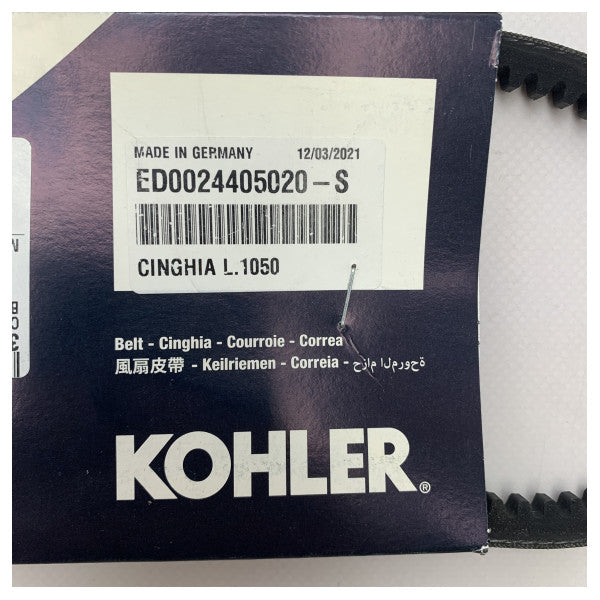 MADE IN GERMANY 12/03/2021
ED0024405020-S
CINGHIA L.1050
Belt - Cinghia - Courroie - Correa
風扇皮帶 - Keilriemen - Correia - حزام المروحة
KOHLER®